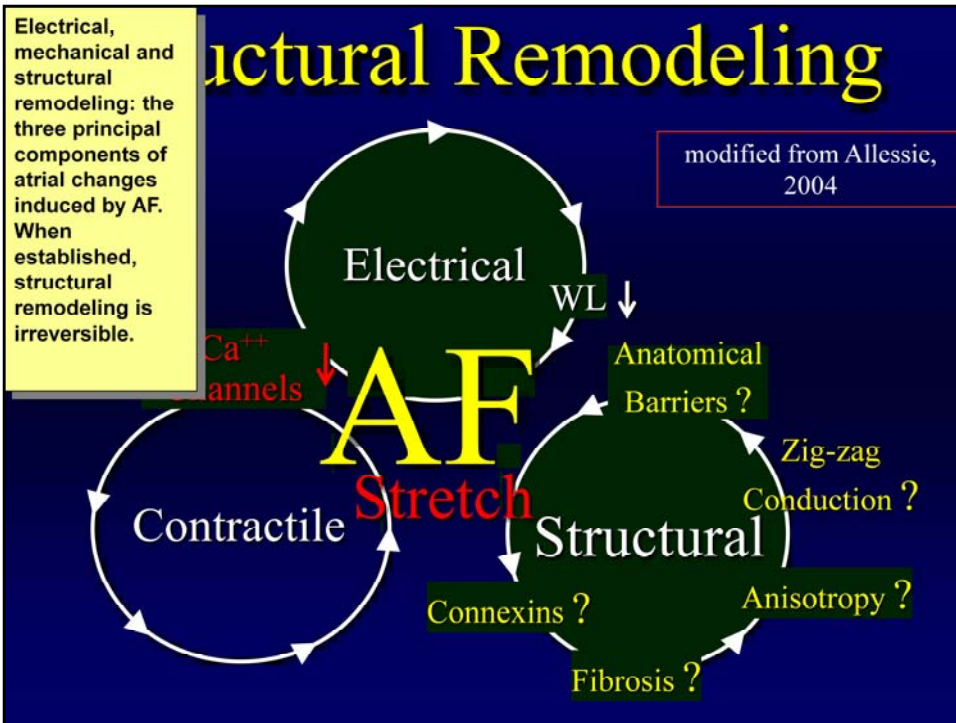 Electrical,
mechanical and
structural
remodeling: the
three principal
components of
atrial changes
induced by AF.
When
established,
structural
remodeling is
irreversible.
uctural Remodeling
modified from Allessie,
2004
Electrical
WL ↓
Ca++ ↓
hannels
AF
Stretch
Anatomical
Barriers ?
Zig-zag
Conduction ?
Contractile
Structural
Connexins ?
Anisotropy ?
Fibrosis ?